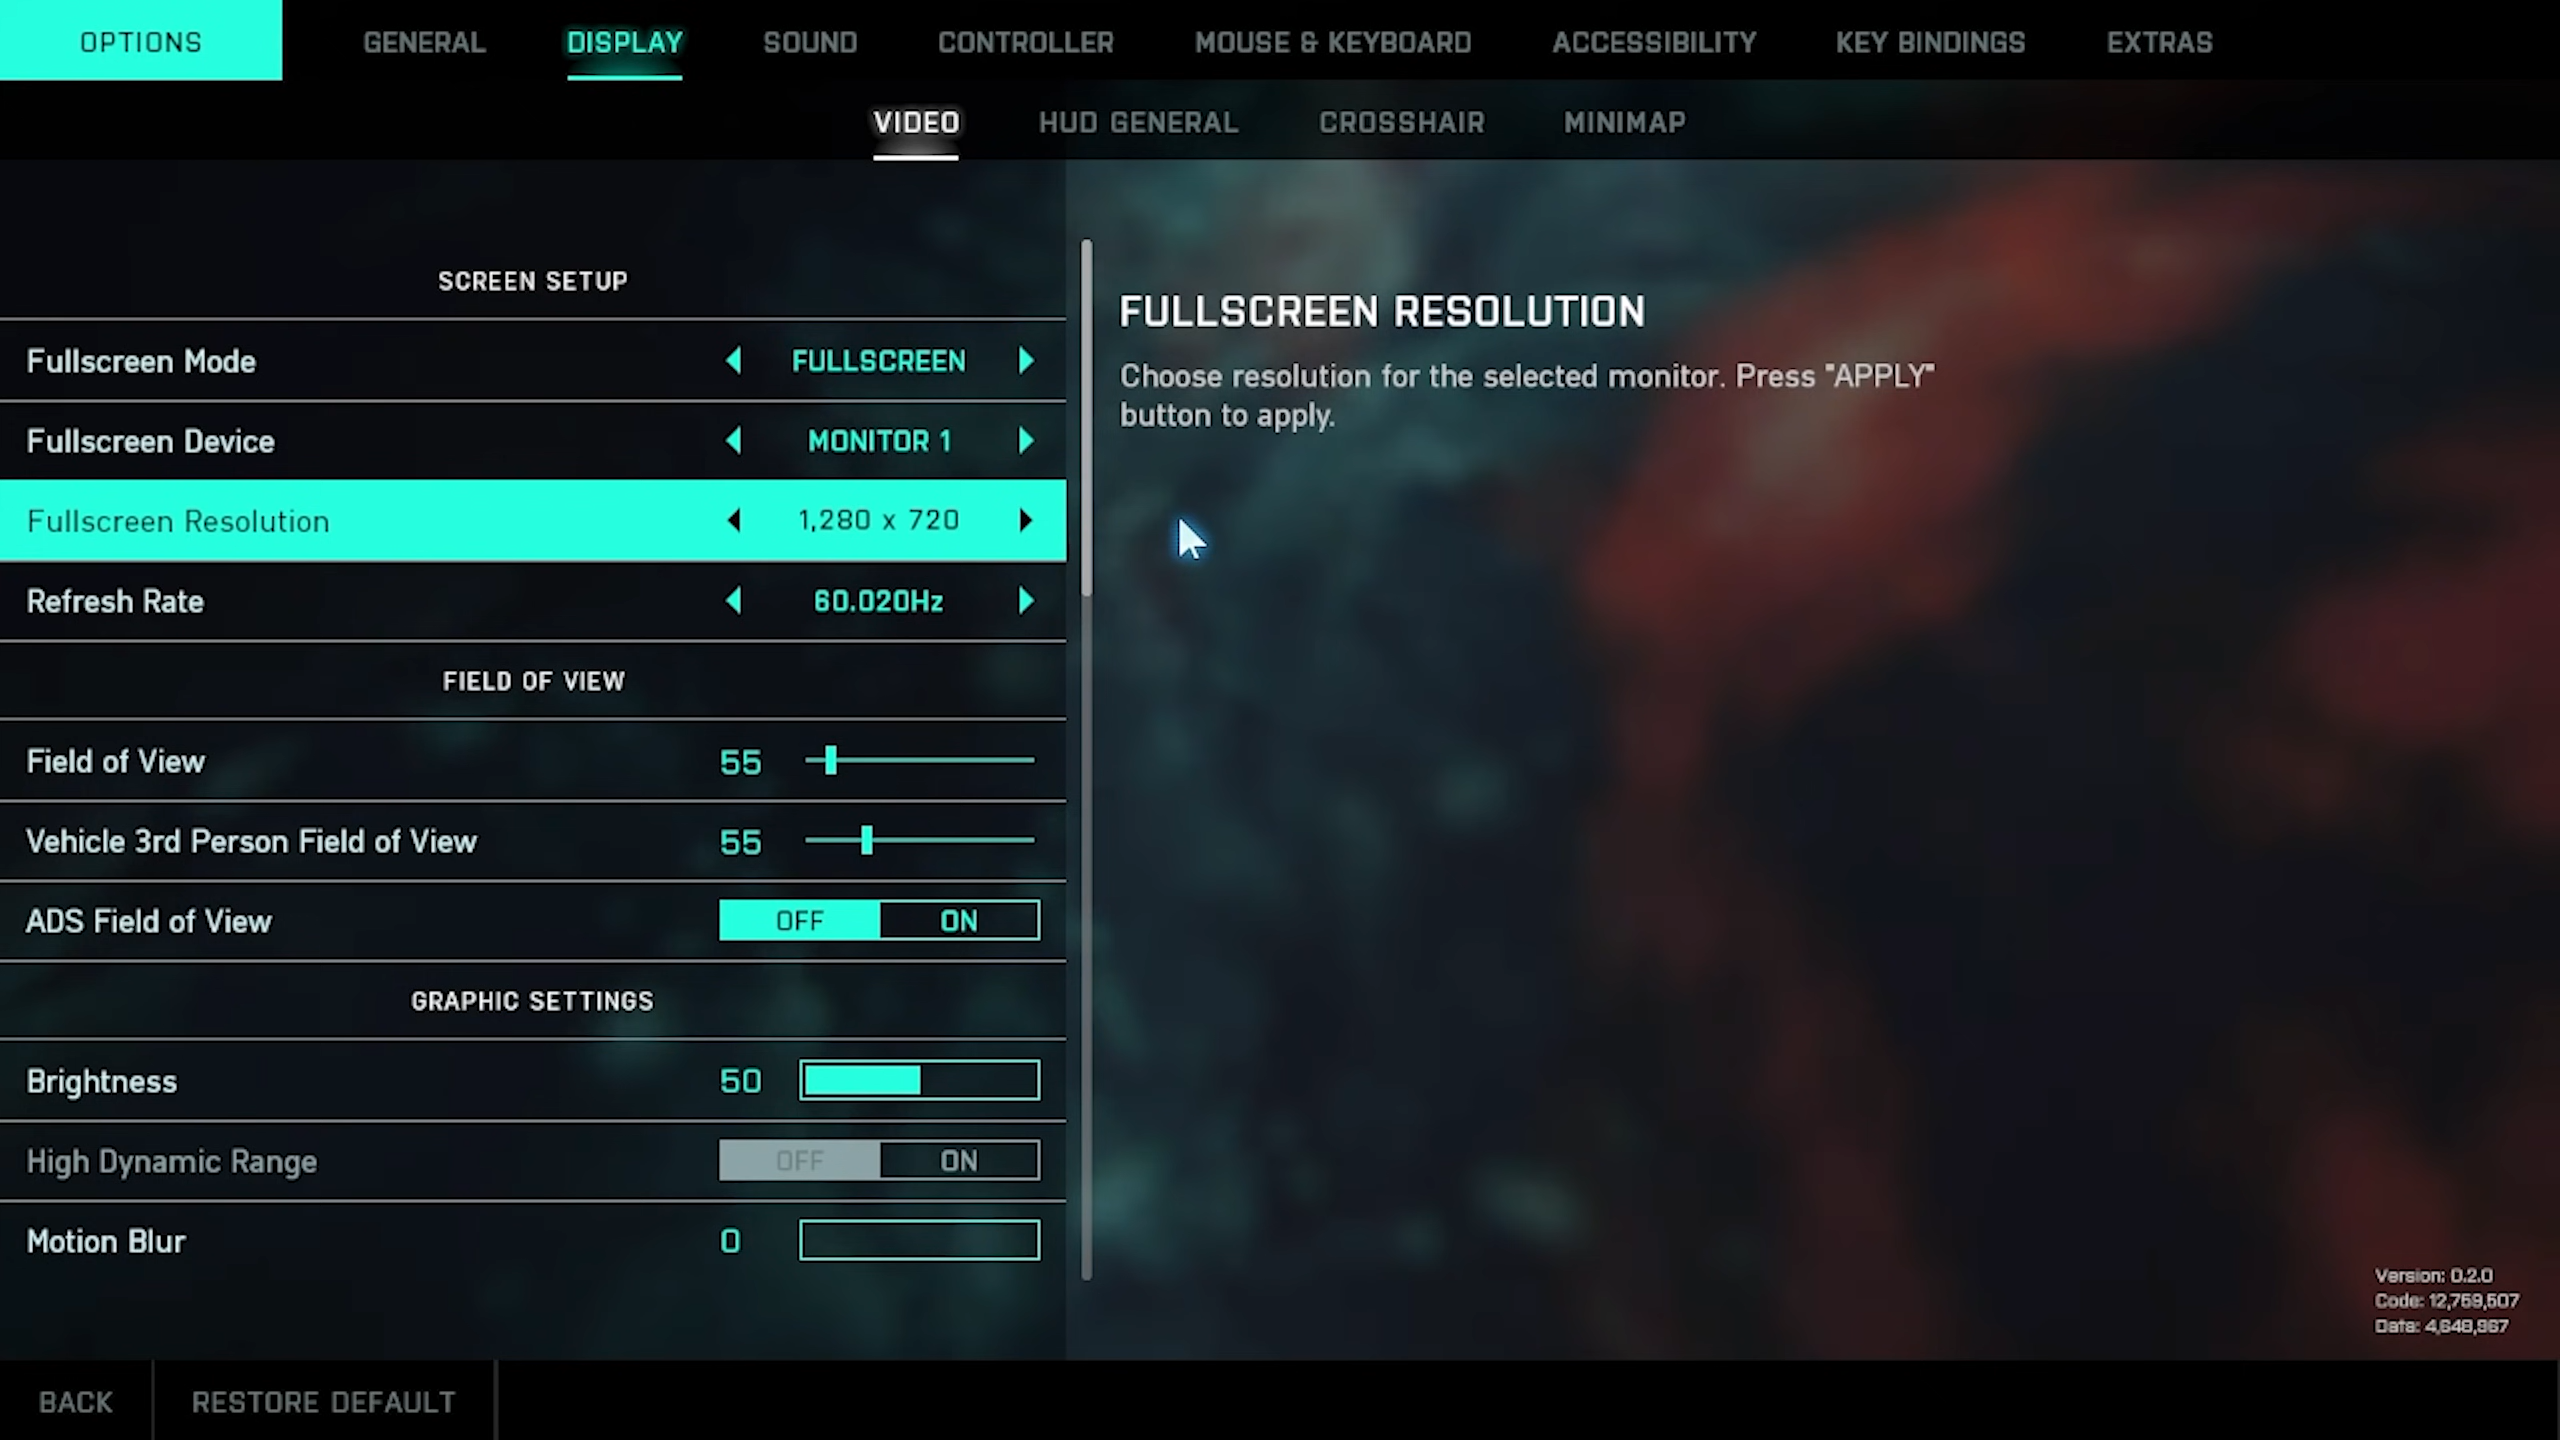 OPTIONS GENERAL DISPLAY SOUND CONTROLLER MOUSE & KEYBOARD ACCESSIBILITY KEY BINDINGS EXTRAS
VIDEO HUD GENERAL CROSSHAIR MINIMAP
SCREEN SETUP
Fullscreen Mode FULLSCREEN
Fullscreen Device MONITOR 1
Fullscreen Resolution 1,280 x 720
Refresh Rate 60.020Hz
FIELD OF VIEW
Field of View 55
Vehicle 3rd Person Field of View 55
ADS Field of View OFF ON
GRAPHIC SETTINGS
Brightness 50
High Dynamic Range OFF ON
Motion Blur 0
FULLSCREEN RESOLUTION
Choose resolution for the selected monitor. Press "APPLY"
button to apply.
Version: 0.2.0
Code: 12,759,507
Data: 4,648,967
BACK RESTORE DEFAULT